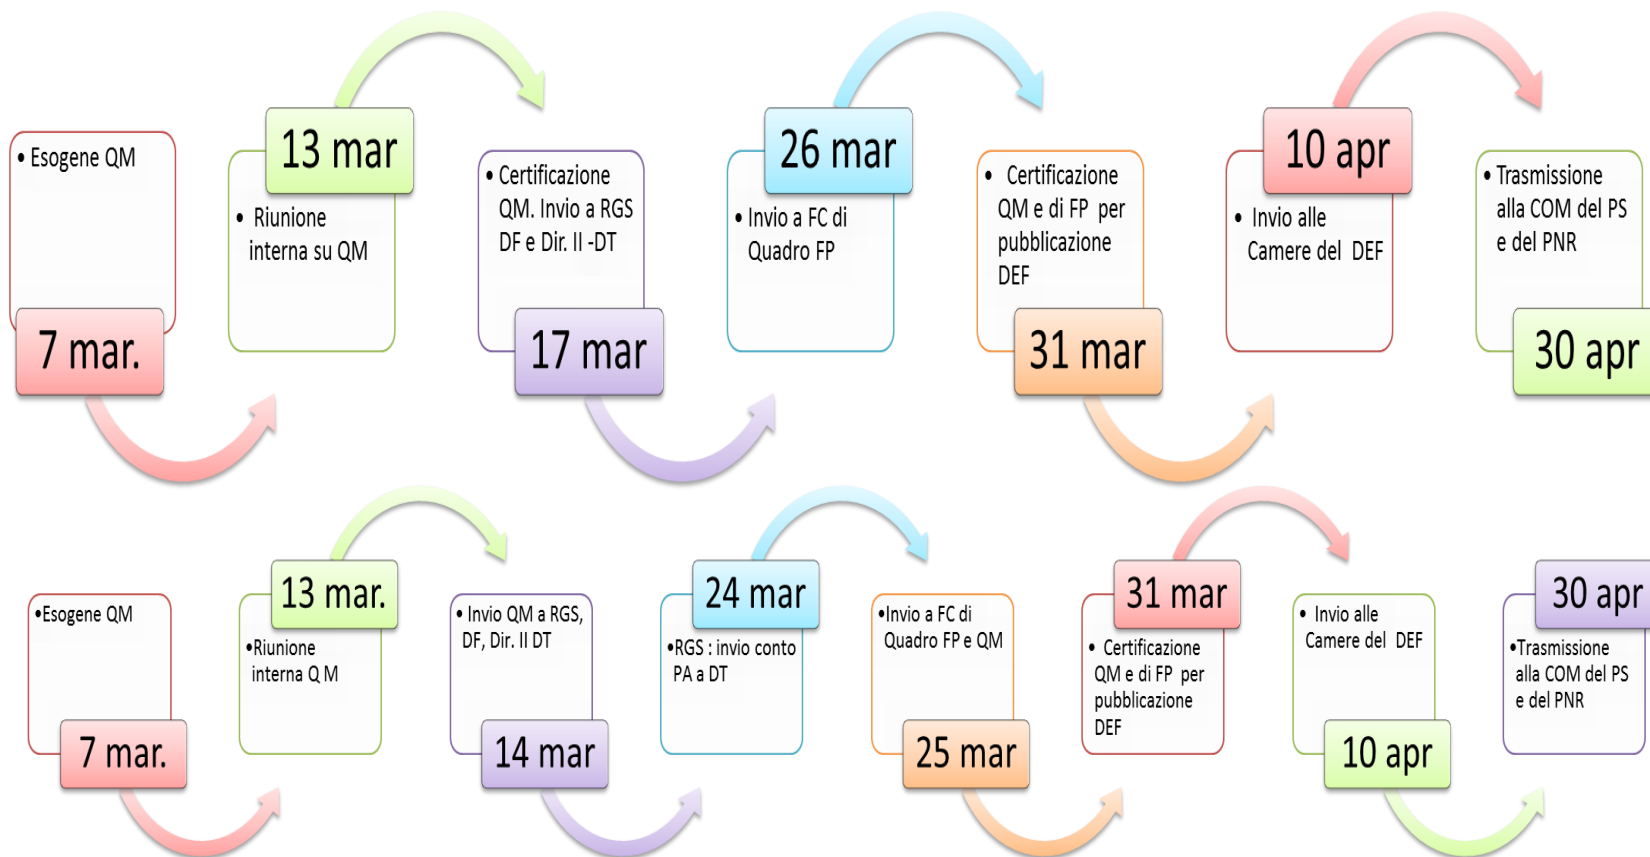 • Esogene QM
7 mar.
13 mar
• Riunione
interna su QM
• Certificazione
QM. Invio a RGS
DF e Dir. II -DT
17 mar
26 mar
• Invio a FC di
Quadro FP
• Certificazione
QM e di FP per
pubblicazione
DEF
31 mar
10 apr
• Invio alle
Camere del DEF
• Trasmissione
alla COM del PS
e del PNR
30 apr
•Esogene QM
7 mar.
13 mar.
•Riunione
interna Q M
• Invio QM a RGS,
DF, Dir. II DT
14 mar
24 mar
•RGS : invio conto
PA a DT
•Invio a FC di
Quadro FP e QM
25 mar
31 mar
• Certificazione
QM e di FP per
pubblicazione
DEF
• Invio alle
Camere del DEF
10 apr
30 apr
•Trasmissione
alla COM del PS
e del PNR